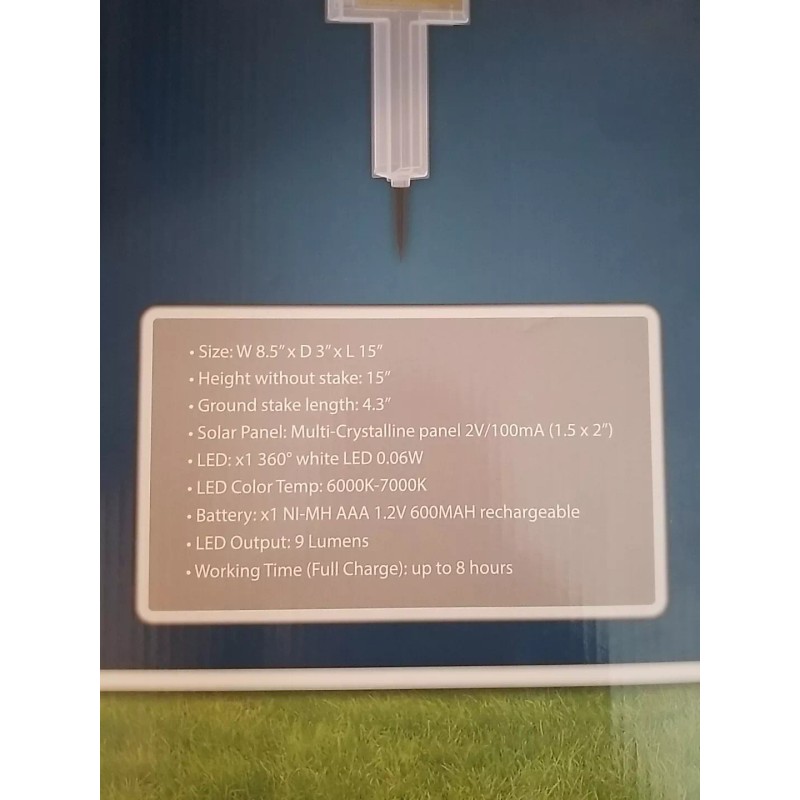 • Size: W 8.5" x D 3" x L 15"
• Height without stake: 15"
• Ground stake length: 4.3"
• Solar Panel: Multi-Crystalline panel 2V/100mA (1.5 x 2")
• LED: x1 360° white LED 0.06W
• LED Color Temp: 6000K-7000K
• Battery: x1 NI-MH AAA 1.2V 600MAH rechargeable
• LED Output: 9 Lumens
• Working Time (Full Charge): up to 8 hours